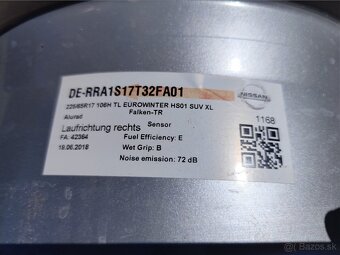 DE-RRA1S17T32FA01
225/65R17 106H TL EUROWINTER HS01 SUV XL
Falken-TR
NISSAN
Alurad
Sensor
1168
Laufrichtung rechts
FA: 42364
Fuel Efficiency: E
19.06.2018
Wet Grip: B
Noise emission: 72 dB
Bazos.sk